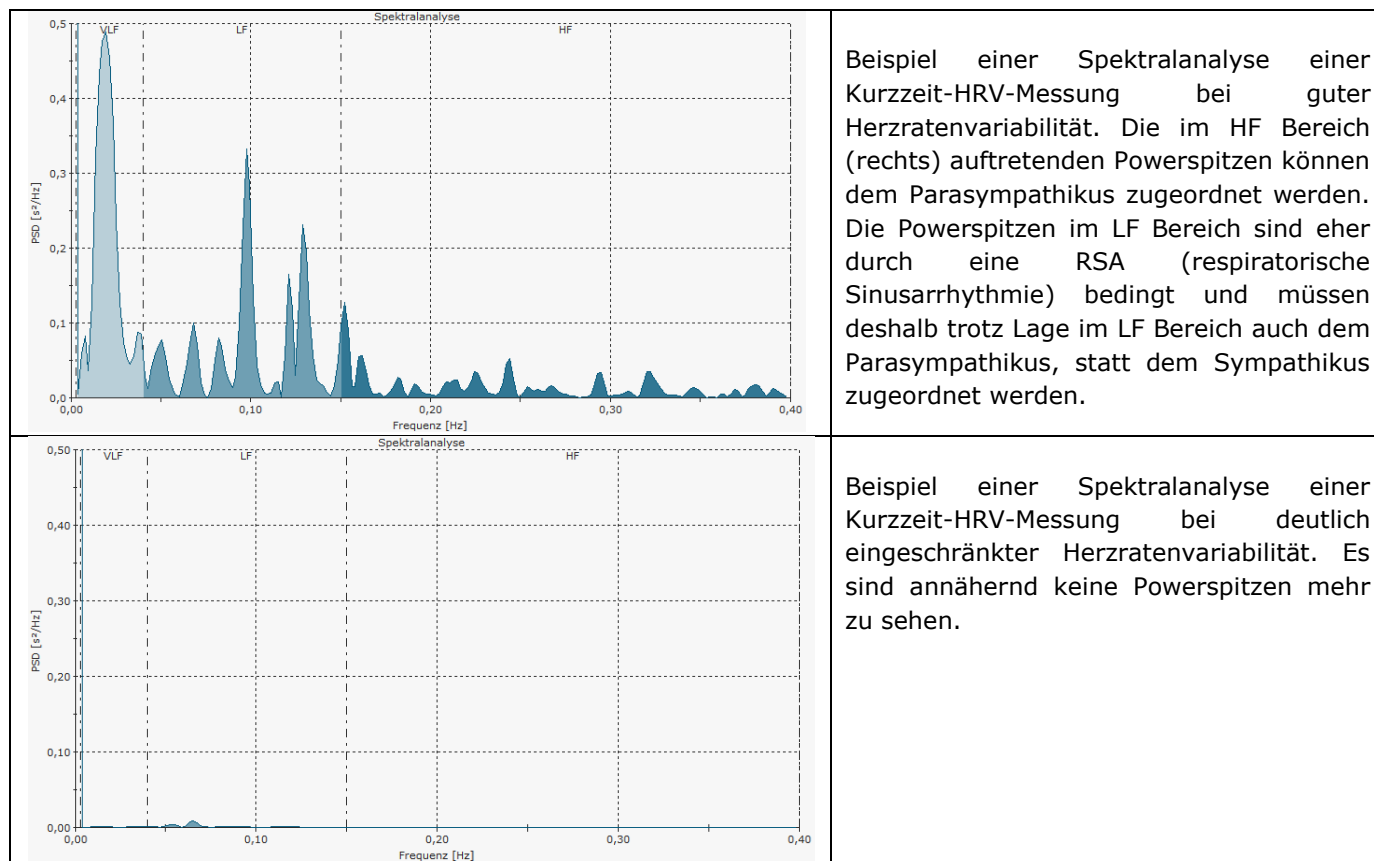 Spektralanalyse
VLF LF HF
0,5
0,4
0,3
0,2
0,1
0,0
PSD [s²/Hz]
0,00 0,10 0,20 0,30 0,40
Frequenz [Hz]
Beispiel einer Spektralanalyse einer
Kurzzeit-HRV-Messung bei guter
Herzratenvariabilität. Die im HF Bereich
(rechts) auftretenden Powerspitzen können
dem Parasympathikus zugeordnet werden.
Die Powerspitzen im LF Bereich sind eher
durch eine RSA (respiratorische
Sinusarrhythmie) bedingt und müssen
deshalb trotz Lage im LF Bereich auch dem
Parasympathikus, statt dem Sympathikus
zugeordnet werden.
Spektralanalyse
VLF LF HF
0,50
0,40
0,30
0,20
0,10
0,00
PSD [s²/Hz]
0,00 0,10 0,20 0,30 0,40
Frequenz [Hz]
Beispiel einer Spektralanalyse einer
Kurzzeit-HRV-Messung bei deutlich
eingeschränkter Herzratenvariabilität. Es
sind annähernd keine Powerspitzen mehr
zu sehen.